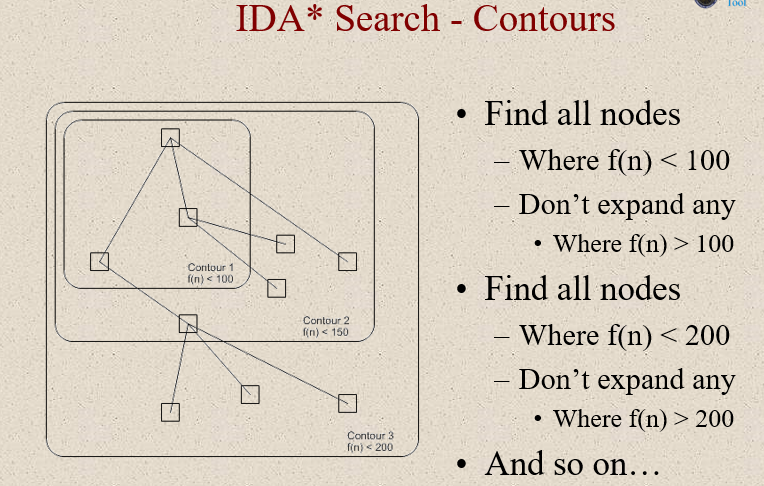 Tool
IDA* Search - Contours
Contour 1
f(n) < 100
Contour 2
f(n) < 150
Contour 3
f(n) < 200
• Find all nodes
– Where f(n) < 100
– Don’t expand any
• Where f(n) > 100
• Find all nodes
– Where f(n) < 200
– Don’t expand any
• Where f(n) > 200
• And so on…